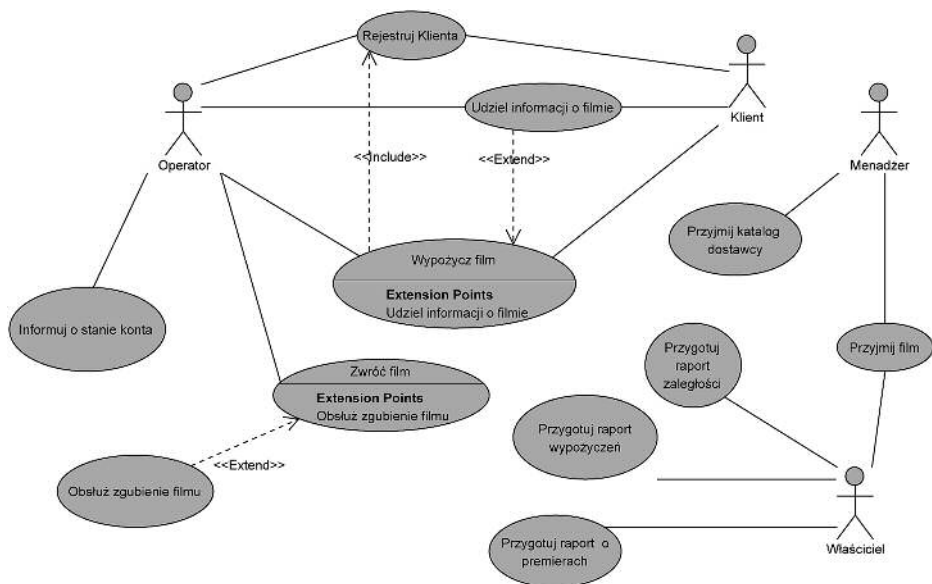 Rejestruj Klienta
Udziel informacji o filmie
Klient
Operator
Menadzer
<<Include>>
<<Extend>>
Przyjmij katalog
dostawcy
Wypożycz film
Extension Points
Udziel informacji o filmie
Informuj o stanie konta
Przygotuj
raport
zaległości
Przyjmij film
Zwróć film
Extension Points
Obsłuż zgubienie filmu
Przygotuj raport
wypożyczeń
<<Extend>>
Obsłuż zgubienie filmu
Przygotuj raport o
premierach
Właściciel